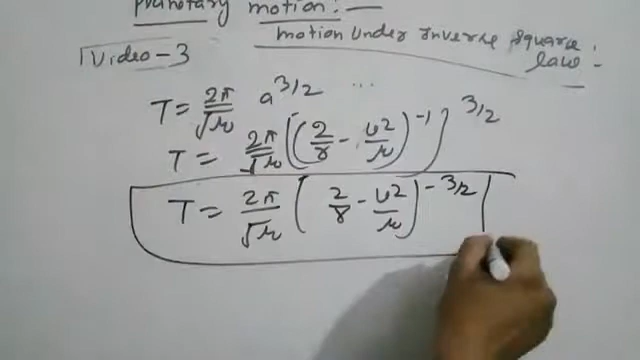 Planetary motion:—
motion under inverse square
law:
Video-3
T = 2π/√μ a^3/2 ...
T = 2π/√μ [(2/r - v²/μ)^-1]^3/2
T = 2π/√μ (2/r - v²/μ)^-3/2